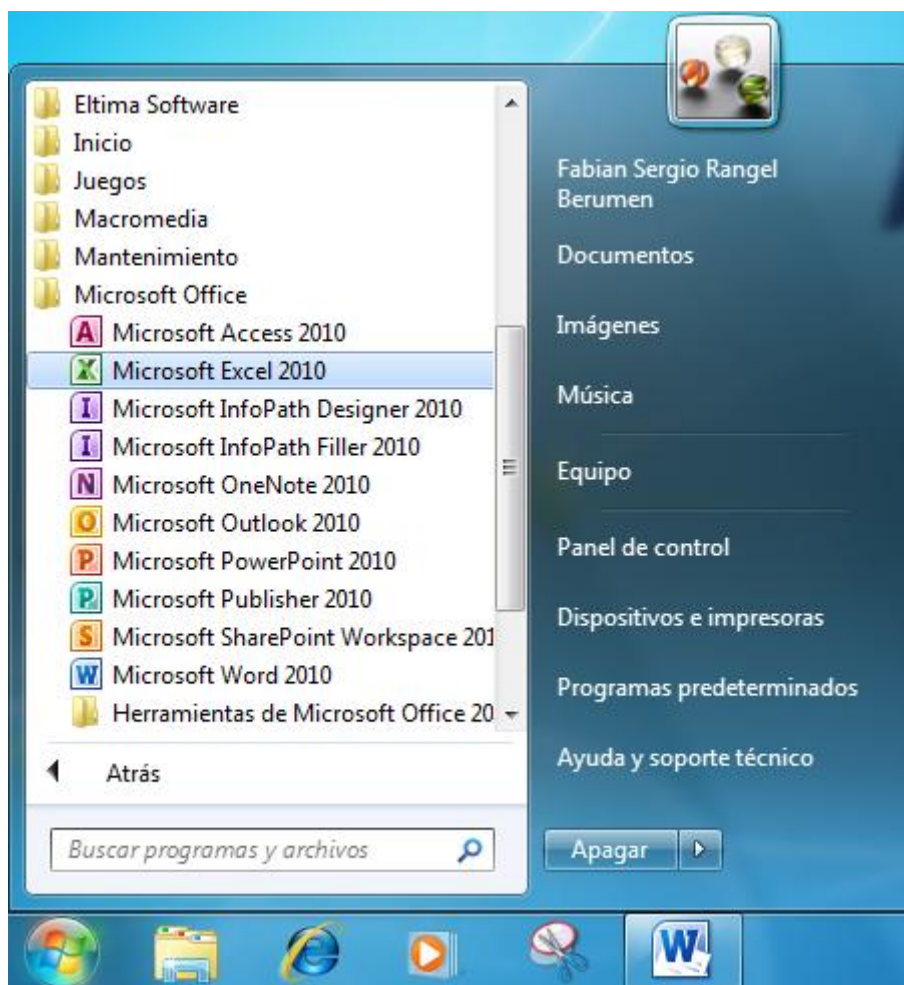 Eltima Software
Inicio
Juegos
Macromedia
Mantenimiento
Microsoft Office
Microsoft Access 2010
Microsoft Excel 2010
Microsoft InfoPath Designer 2010
Microsoft InfoPath Filler 2010
Microsoft OneNote 2010
Microsoft Outlook 2010
Microsoft PowerPoint 2010
Microsoft Publisher 2010
Microsoft SharePoint Workspace 201
Microsoft Word 2010
Herramientas de Microsoft Office 20
Atrás
Buscar programas y archivos
Fabian Sergio Rangel
Berumen
Documentos
Imágenes
Música
Equipo
Panel de control
Dispositivos e impresoras
Programas predeterminados
Ayuda y soporte técnico
Apagar